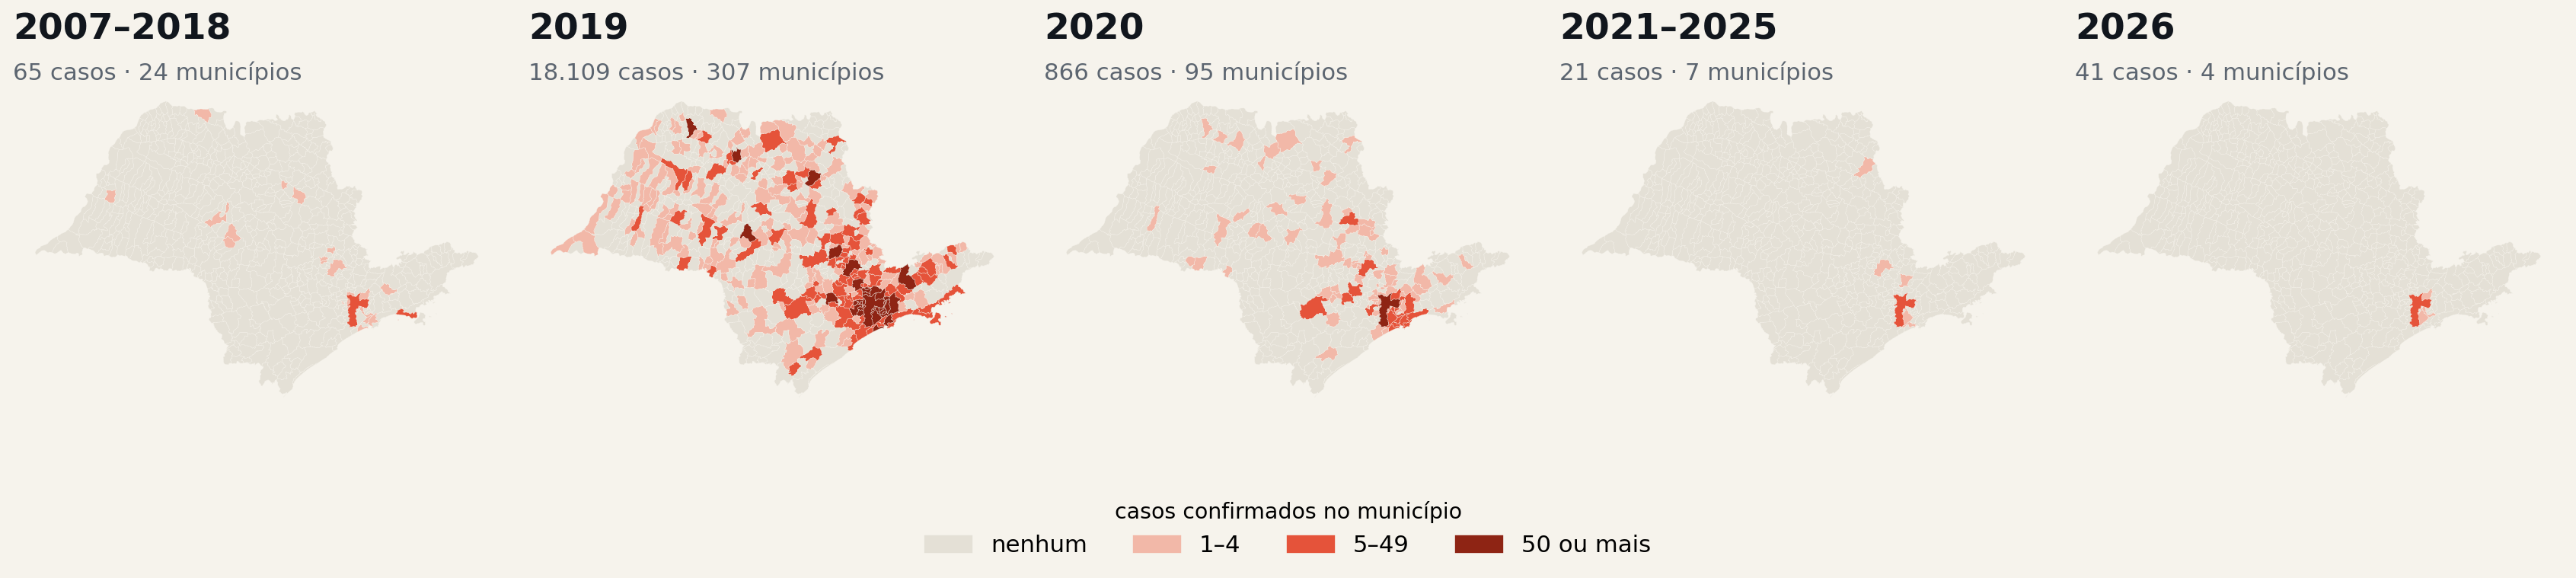 2007–2018
65 casos · 24 municípios
2019
18.109 casos · 307 municípios
2020
866 casos · 95 municípios
2021–2025
21 casos · 7 municípios
2026
41 casos · 4 municípios
casos confirmados no município
nenhum 1–4 5–49 50 ou mais